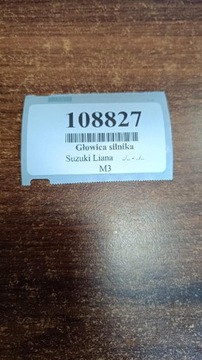 108827
Głowica silnika
Suzuki Liana
M3